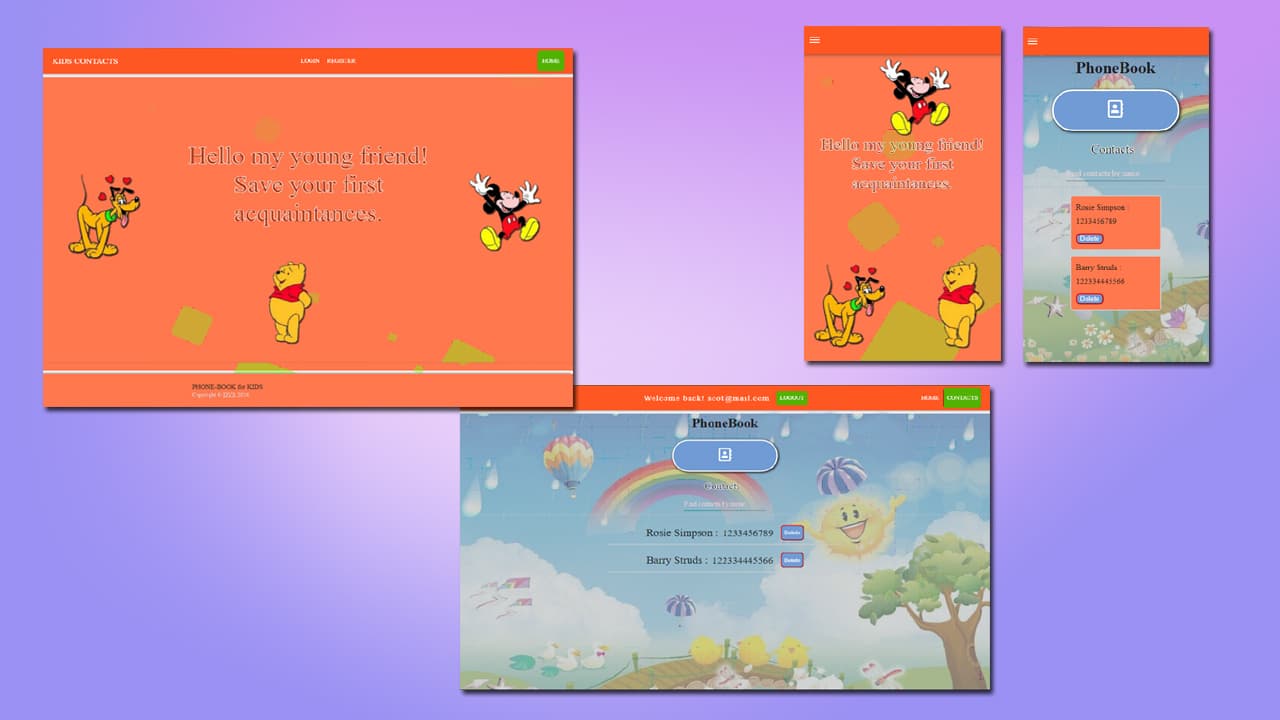 KIDS CONTACTS
LOGIN REGISTER
HOME
Hello my young friend!
Save your first
acquaintances.
PHONE-BOOK for KIDS
Hello my young friend!
Save your first
acquaintances.
PhoneBook
Contacts
Find contacts by name
Rosie Simpson :
1233456789
Delete
Barry Struds :
122334445566
Delete
Welcome back! scot@mail.com
LOGOUT
HOME
CONTACTS
PhoneBook
Contacts
Find contacts by name
Rosie Simpson : 1233456789
Delete
Barry Struds : 122334445566
Delete